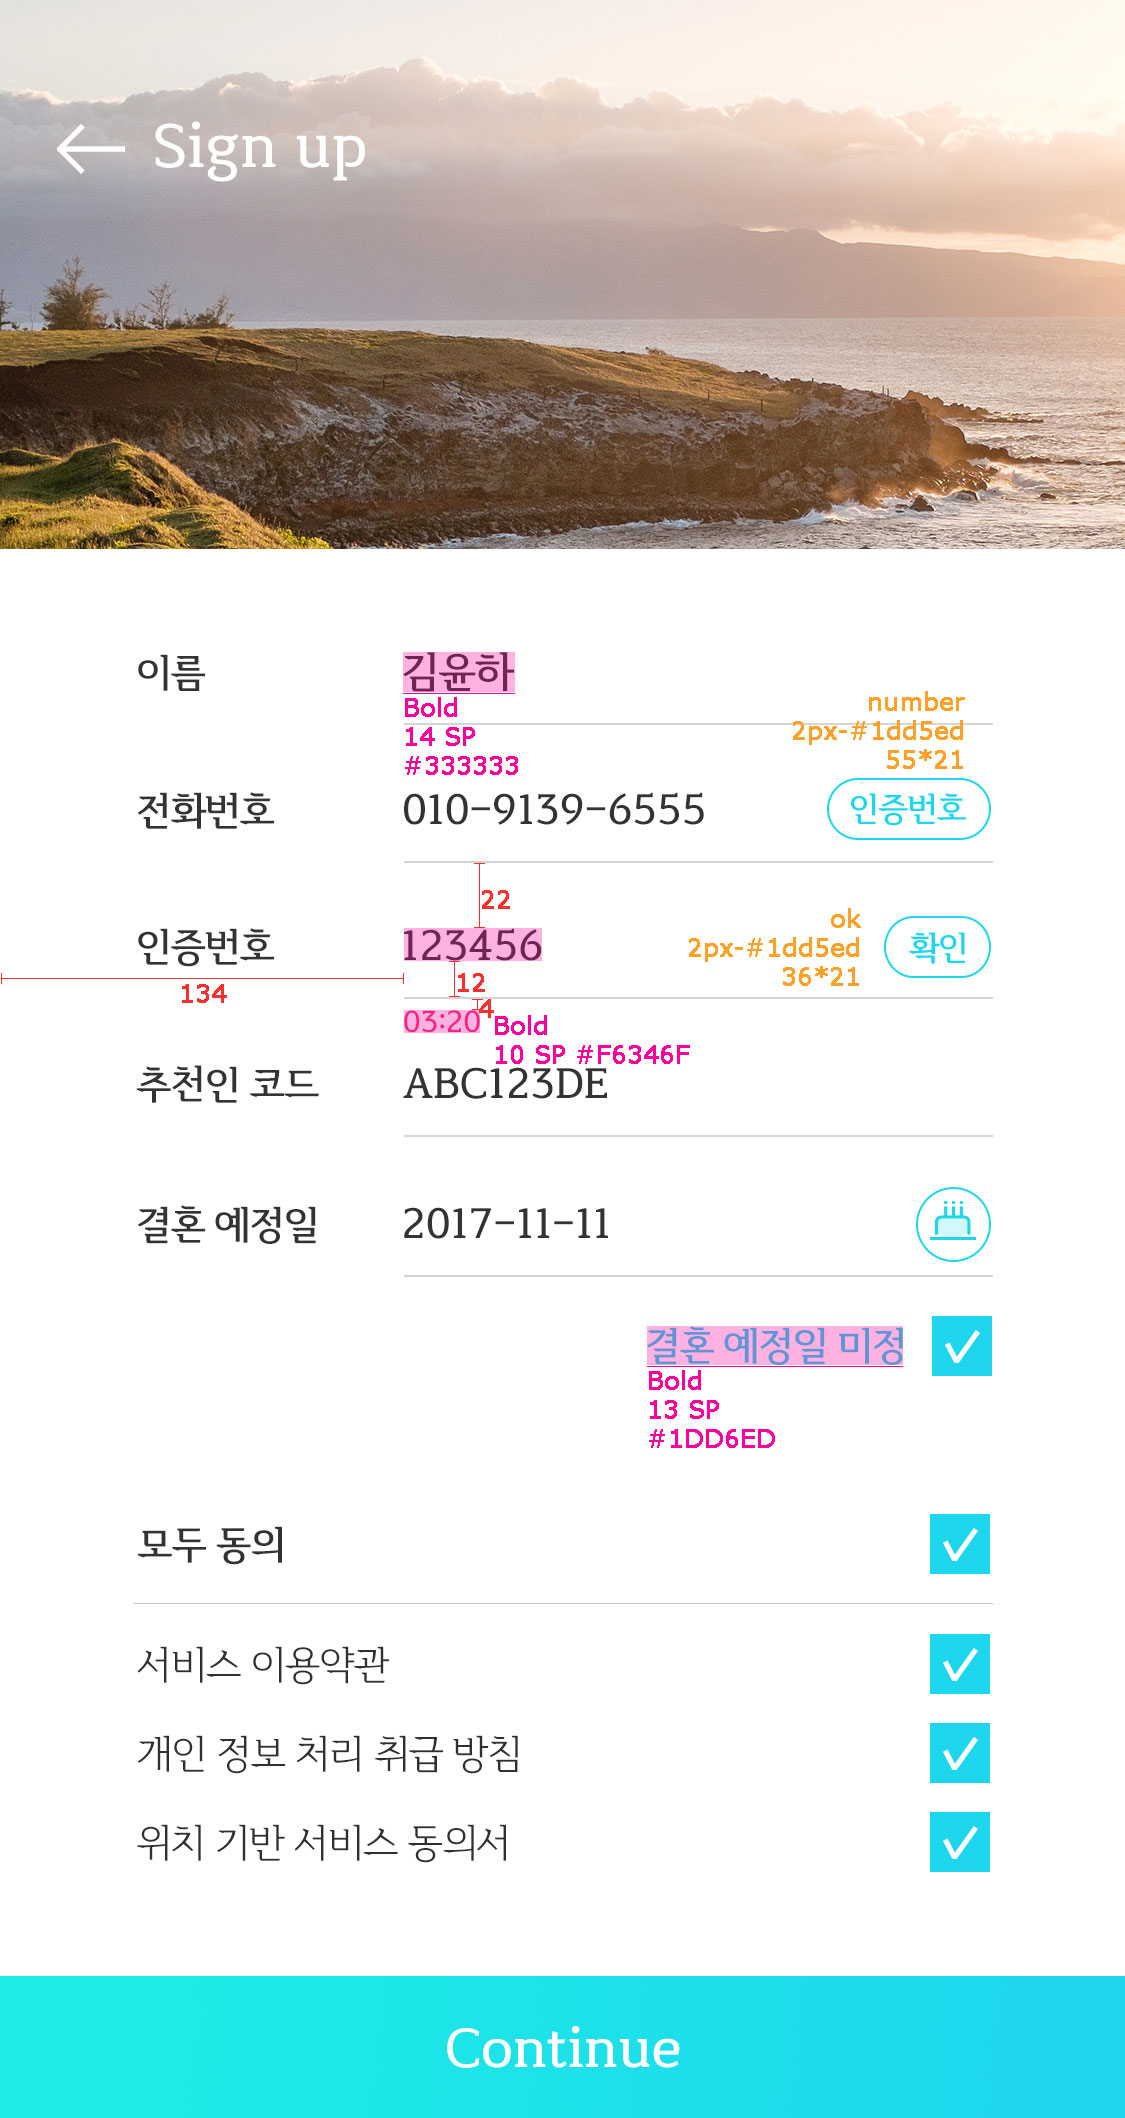 Sign up
이름
김윤하
Bold
14 SP
#333333
number
2px-#1dd5ed
55*21
전화번호
010-9139-6555
인증번호
22
인증번호
123456
ok
2px-#1dd5ed
36*21
확인
134
12
4
03:20
Bold
10 SP #F6346F
추천인 코드
ABC123DE
결혼 예정일
2017-11-11
결혼 예정일 미정
Bold
13 SP
#1DD6ED
모두 동의
서비스 이용약관
개인 정보 처리 취급 방침
위치 기반 서비스 동의서
Continue